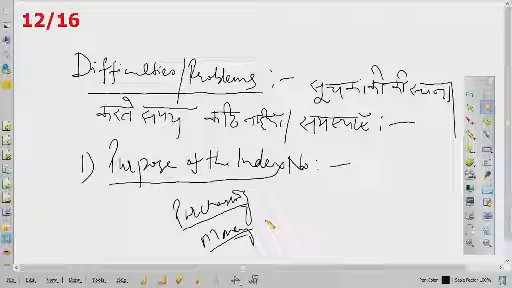 12/16
Difficulties/Problems :- सूचकांकों की रचना
करते समय कठिनाईयाँ / समस्याएँ :-
1) Purpose of the Index No: -
Purchasing
Money